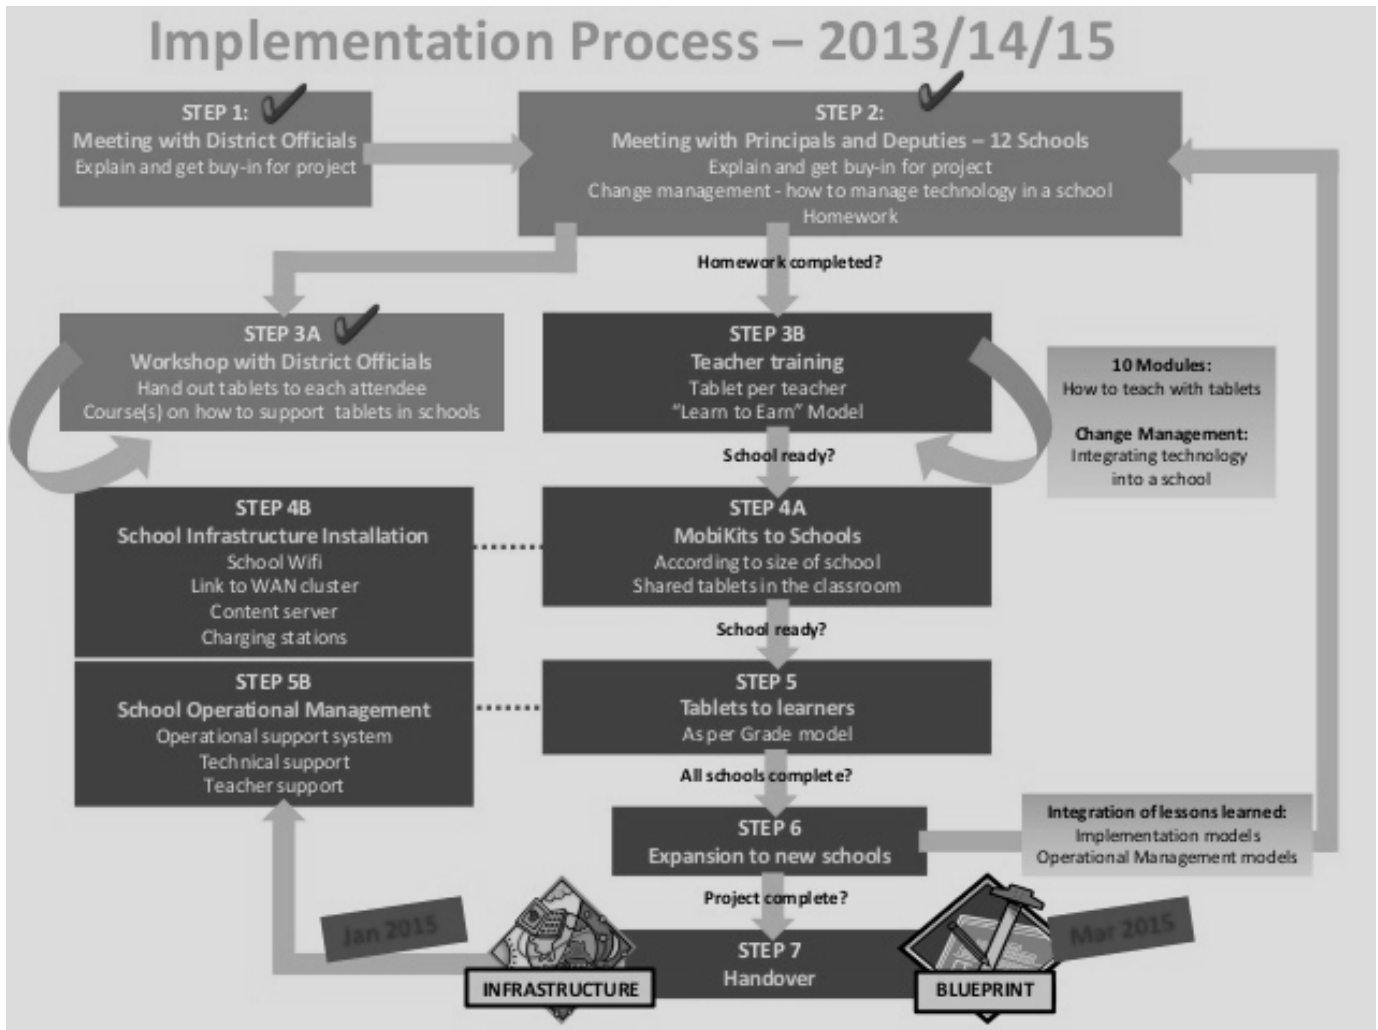 Implementation Process – 2013/14/15
STEP 1:
Meeting with District Officials
Explain and get buy-in for project
STEP 2:
Meeting with Principals and Deputies – 12 Schools
Explain and get buy-in for project
Change management - how to manage technology in a school
Homework
Homework completed?
STEP 3A
Workshop with District Officials
Hand out tablets to each attendee
Course(s) on how to support tablets in schools
STEP 3B
Teacher training
Tablet per teacher
“Learn to Earn” Model
10 Modules:
How to teach with tablets
Change Management:
Integrating technology
into a school
School ready?
STEP 4B
School Infrastructure Installation
School Wifi
Link to WAN cluster
Content server
Charging stations
STEP 4A
MobiKits to Schools
According to size of school
Shared tablets in the classroom
School ready?
STEP 5B
School Operational Management
Operational support system
Technical support
Teacher support
STEP 5
Tablets to learners
As per Grade model
All schools complete?
STEP 6
Expansion to new schools
Integration of lessons learned:
Implementation models
Operational Management models
Project complete?
Jan 2015
Mar 2015
STEP 7
Handover
INFRASTRUCTURE
BLUEPRINT